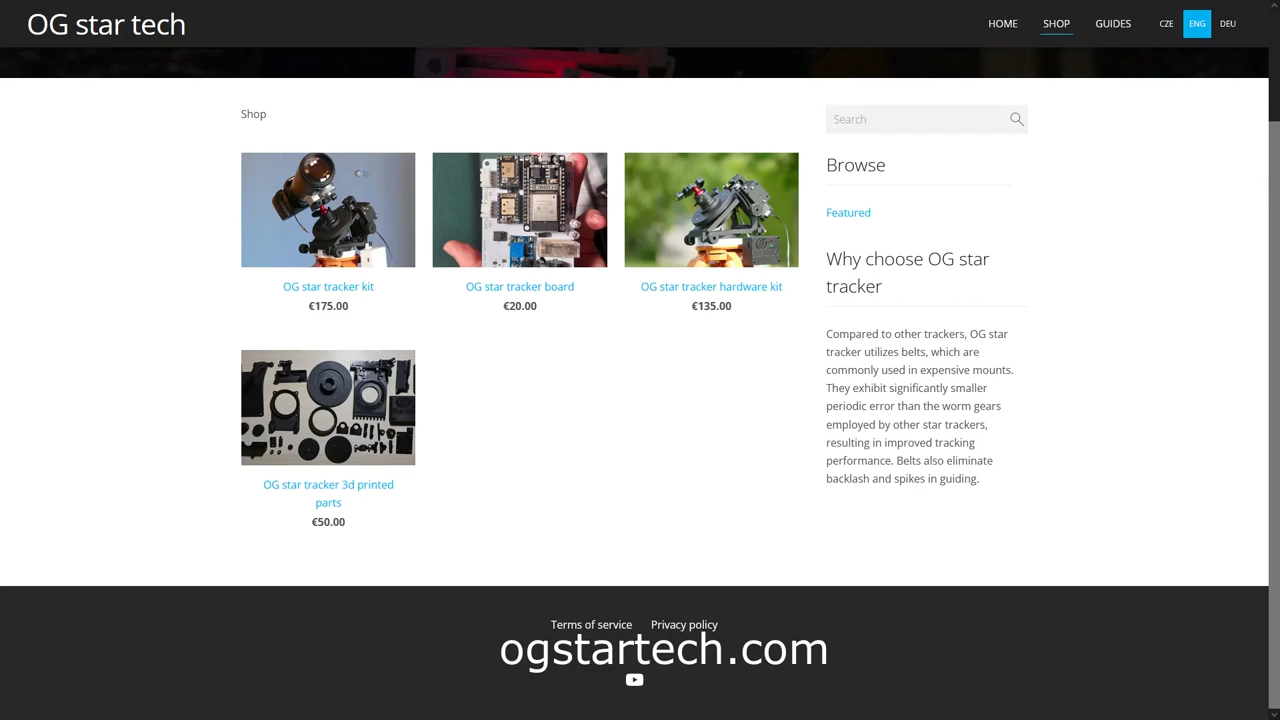 OG star tech
HOME SHOP GUIDES CZE ENG DEU
Shop
Search
OG star tracker kit
€175.00
OG star tracker board
€20.00
OG star tracker hardware kit
€135.00
OG star tracker 3d printed
parts
€50.00
Browse
Featured
Why choose OG star
tracker
Compared to other trackers, OG star
tracker utilizes belts, which are
commonly used in expensive mounts.
They exhibit significantly smaller
periodic error than the worm gears
employed by other star trackers,
resulting in improved tracking
performance. Belts also eliminate
backlash and spikes in guiding.
Terms of service Privacy policy
ogstartech.com